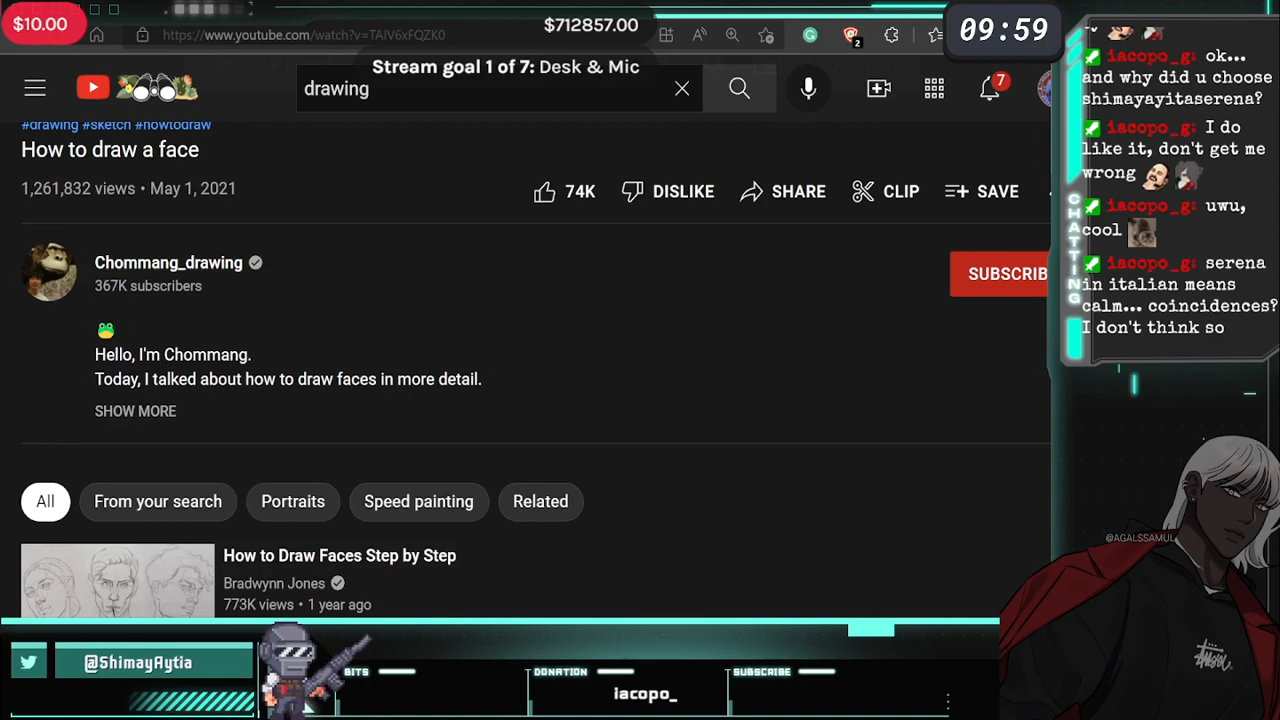 $10.00
$712857.00
09:59
https://www.youtube.com/watch?v=TAIV6xFQZK0
2
Stream goal 1 of 7: Desk & Mic
drawing
7
#drawing #sketch #howtodraw
How to draw a face
1,261,832 views • May 1, 2021
74K
DISLIKE
SHARE
CLIP
SAVE
Chommang_drawing
367K subscribers
SUBSCRIB
Hello, I'm Chommang.
Today, I talked about how to draw faces in more detail.
SHOW MORE
All
From your search
Portraits
Speed painting
Related
How to Draw Faces Step by Step
Bradwynn Jones
773K views • 1 year ago
CHATTING
iacopo_g: ok...
and why did u choose
shimayayitaserena?
iacopo_g: I do
like it, don't get me
wrong
iacopo_g: uwu,
cool
iacopo_g: serena
in italian means
calm... coincidences?
I don't think so
@AGALSSAMUL
@ShimayAytia
BITS
DONATION
iacopo_
SUBSCRIBE